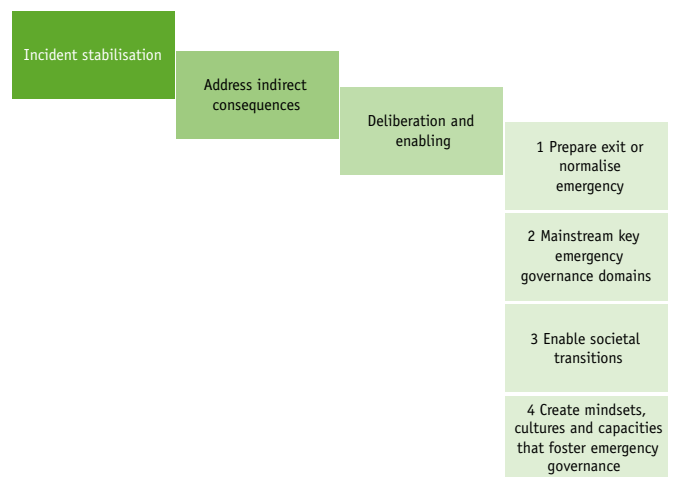 Incident stabilisation
Address indirect
consequences
Deliberation and
enabling
1 Prepare exit or
normalise
emergency
2 Mainstream key
emergency
governance domains
3 Enable societal
transitions
4 Create mindsets,
cultures and capacities
that foster emergency
governance